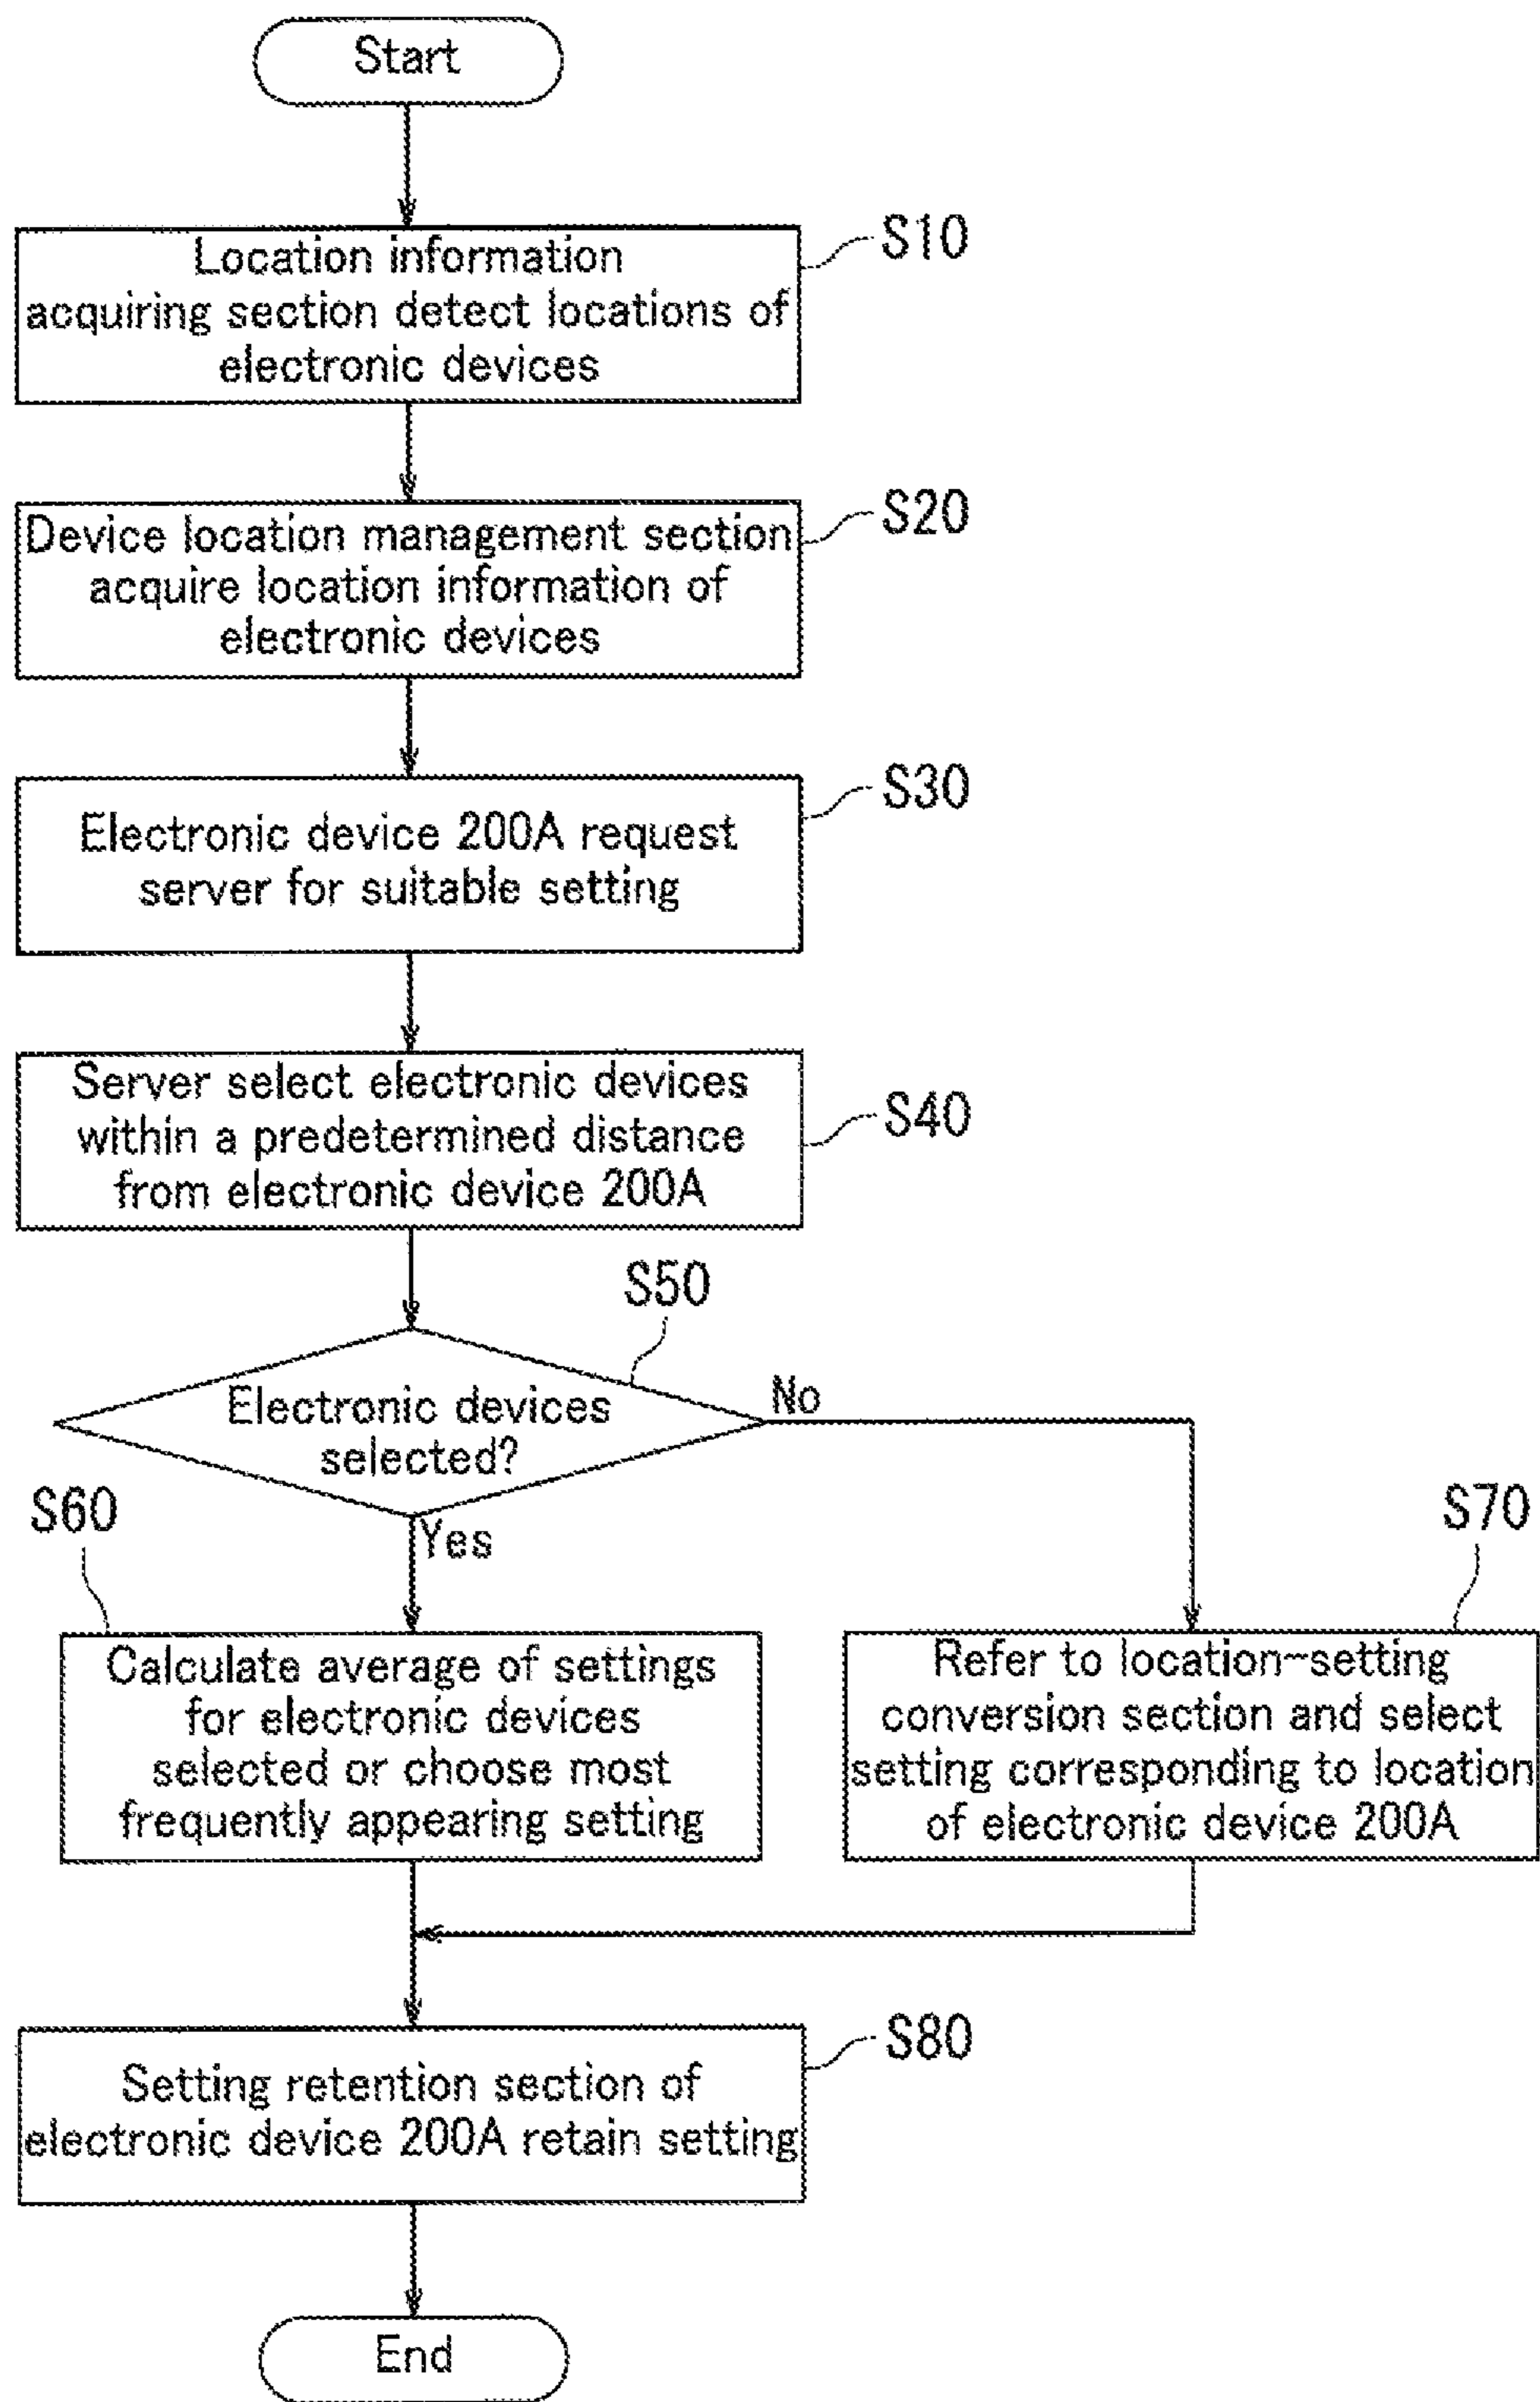 Start
Location information
acquiring section detect locations of
electronic devices
S10
Device location management section
acquire location information of
electronic devices
S20
Electronic device 200A request
server for suitable setting
S30
Server select electronic devices
within a predetermined distance
from electronic device 200A
S40
S50
Electronic devices
selected?
No
Yes
S60
Calculate average of settings
for electronic devices
selected or choose most
frequently appearing setting
S70
Refer to location-setting
conversion section and select
setting corresponding to location
of electronic device 200A
Setting retention section of
electronic device 200A retain setting
S80
End